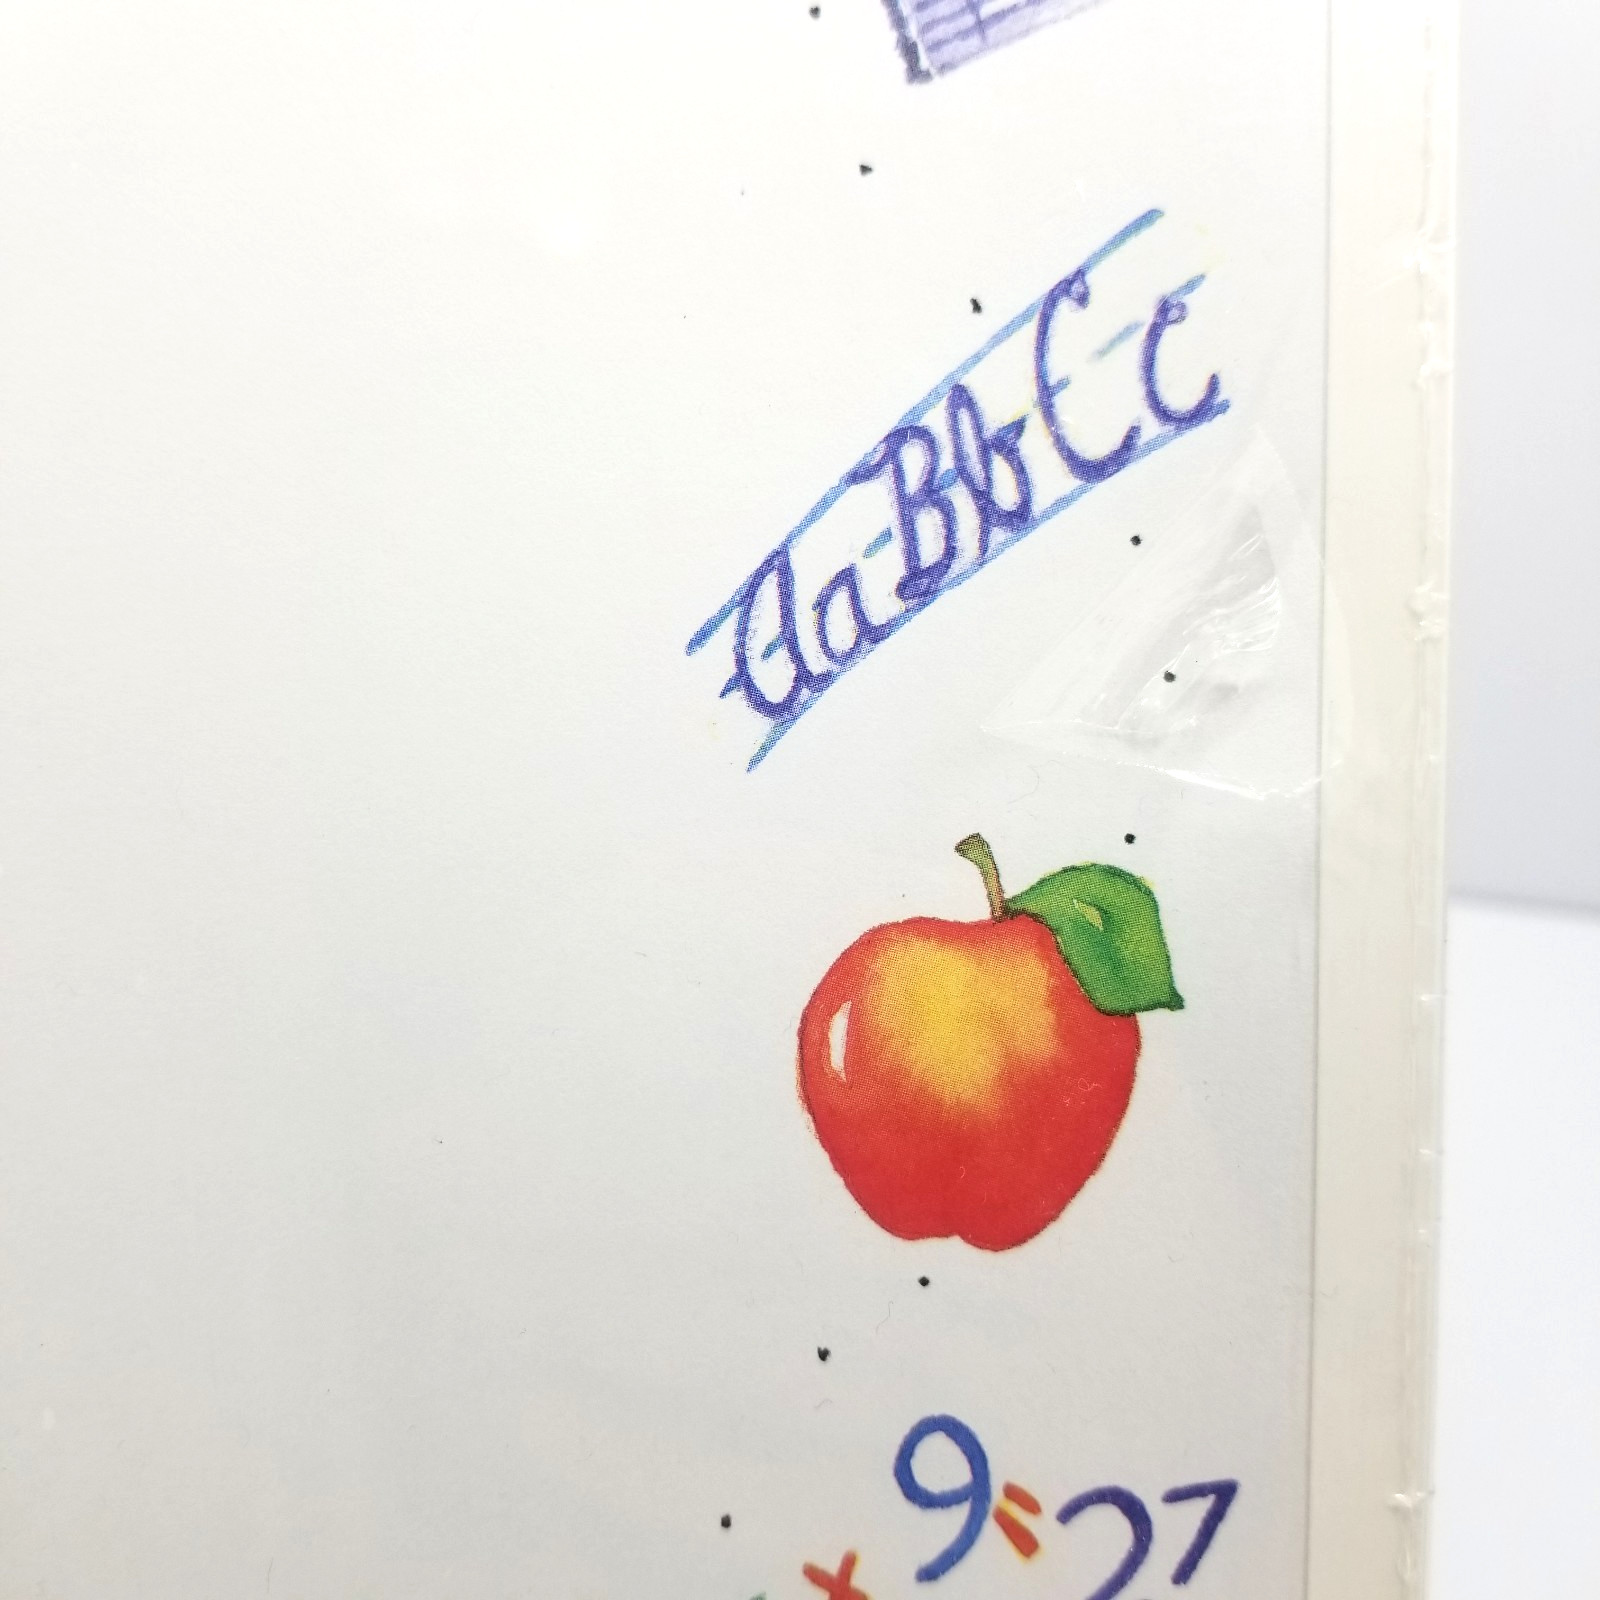 Aa Bb Cc
x 9 = 27